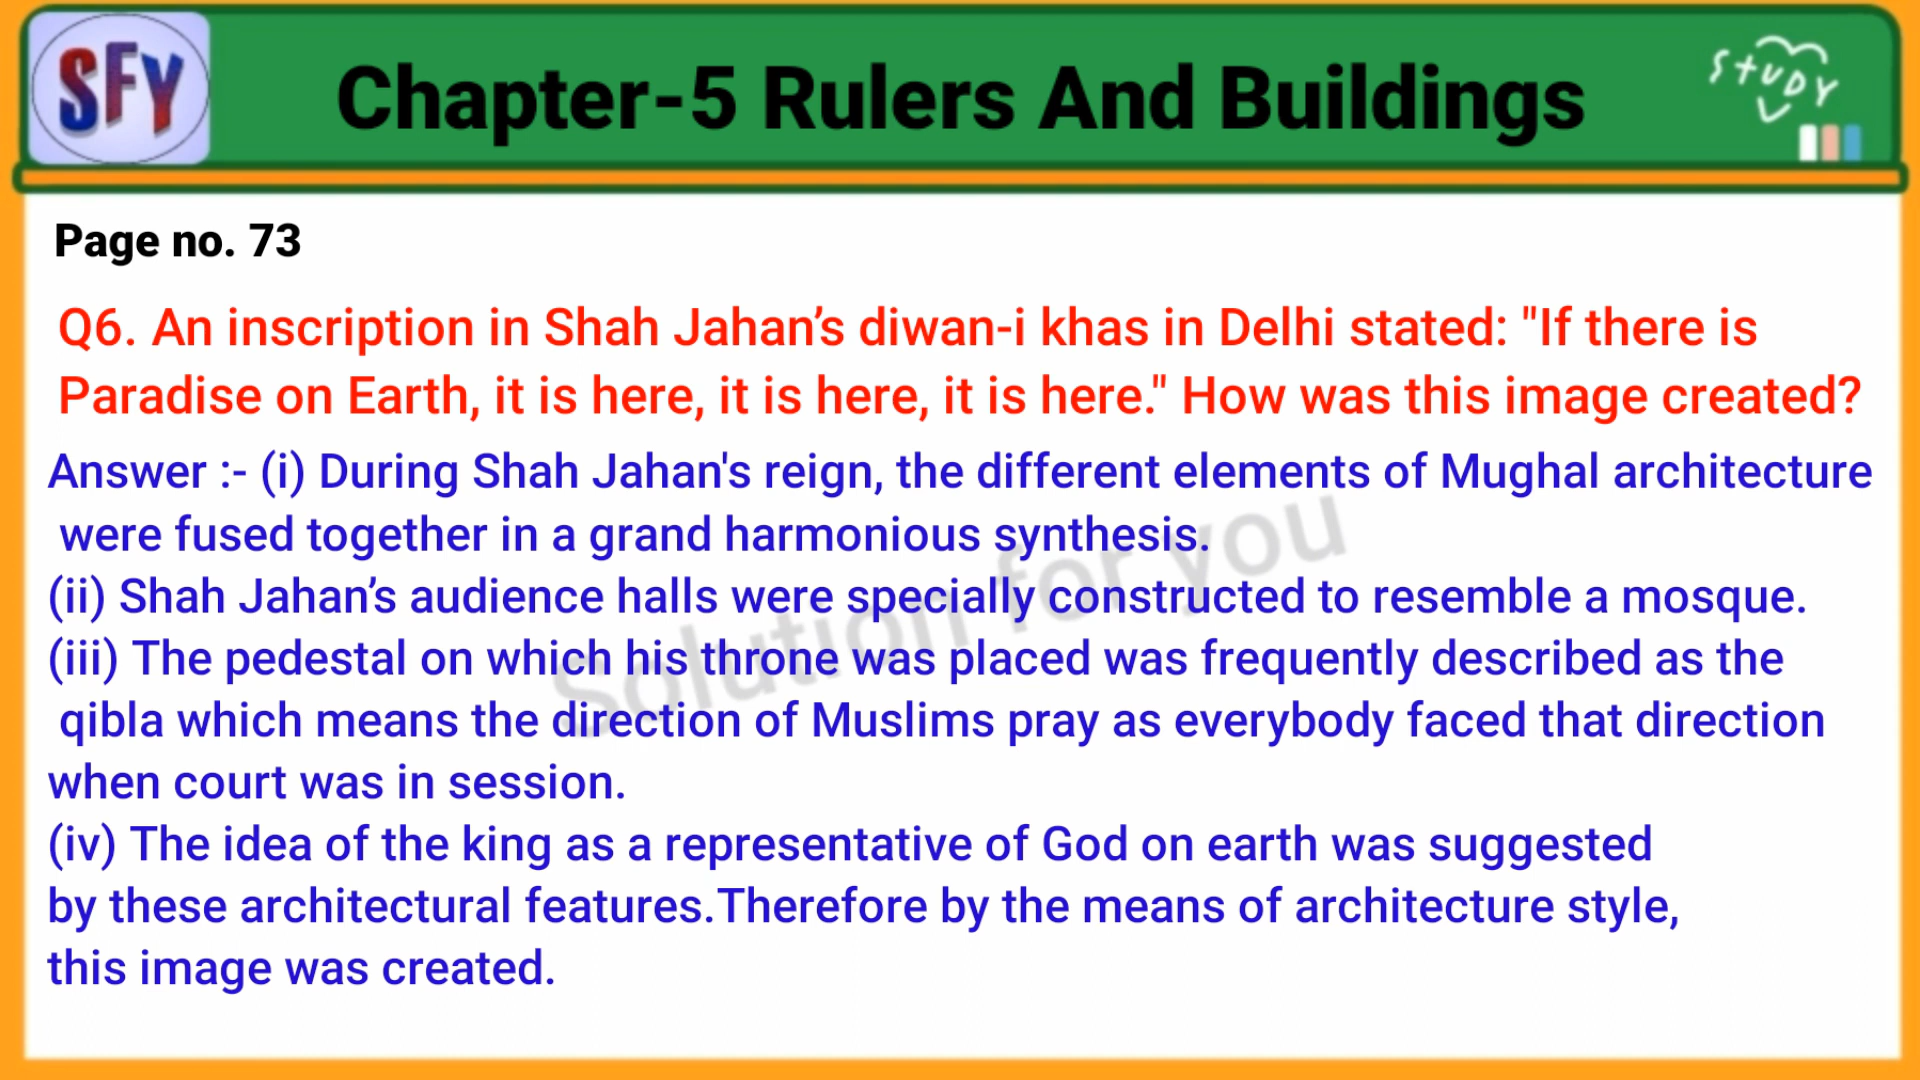 SFY
Chapter-5 Rulers And Buildings
STUDY
Page no. 73
Q6. An inscription in Shah Jahan’s diwan-i khas in Delhi stated: "If there is
Paradise on Earth, it is here, it is here, it is here." How was this image created?
Answer :- (i) During Shah Jahan's reign, the different elements of Mughal architecture
were fused together in a grand harmonious synthesis.
(ii) Shah Jahan’s audience halls were specially constructed to resemble a mosque.
(iii) The pedestal on which his throne was placed was frequently described as the
qibla which means the direction of Muslims pray as everybody faced that direction
when court was in session.
(iv) The idea of the king as a representative of God on earth was suggested
by these architectural features.Therefore by the means of architecture style,
this image was created.
Solution for you